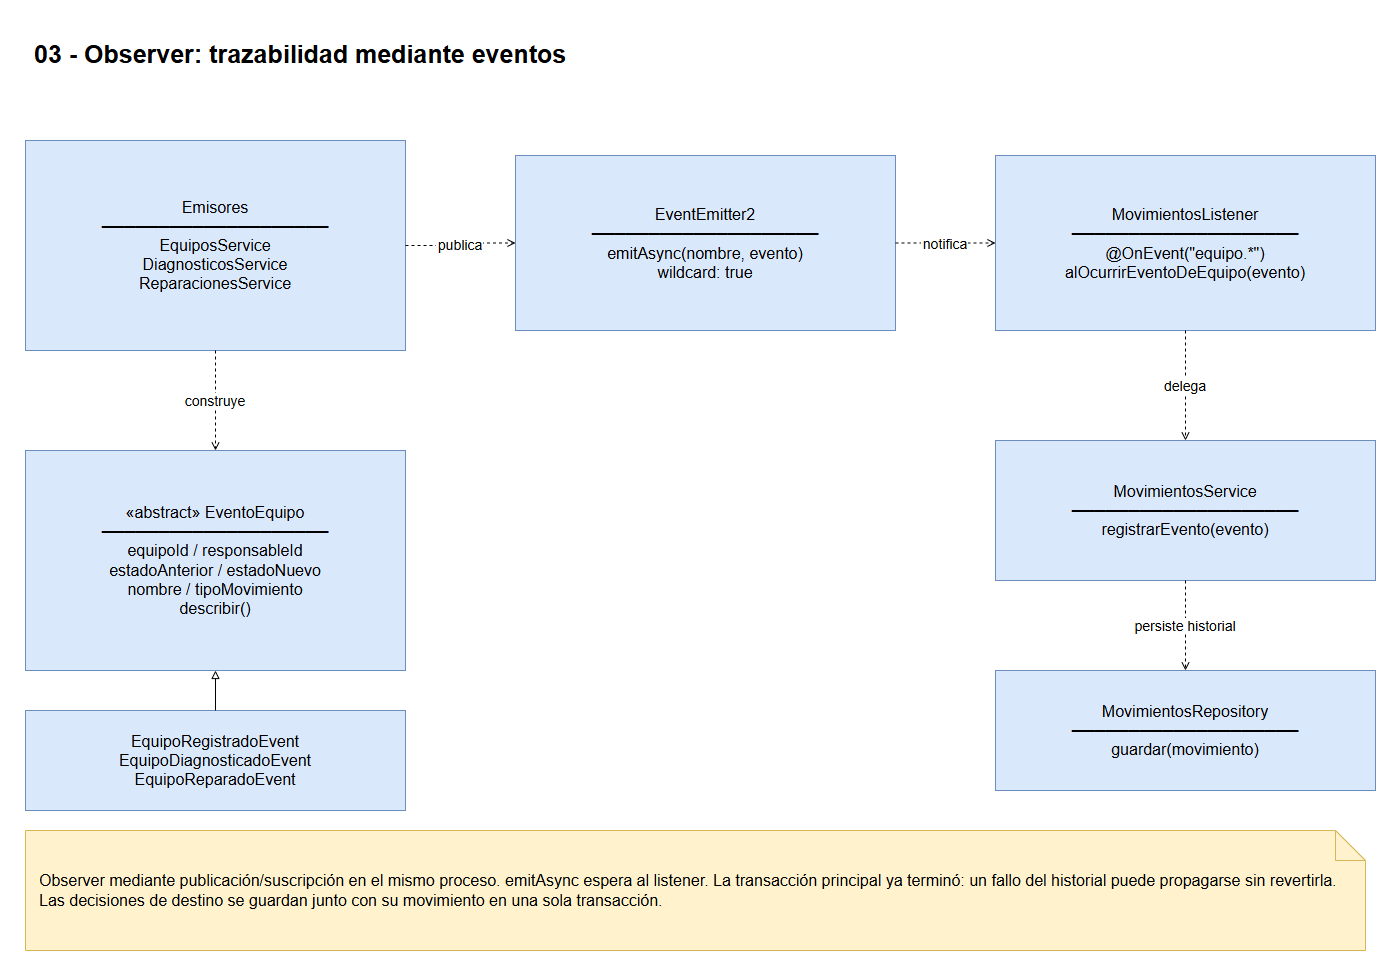 03 - Observer: trazabilidad mediante eventos
Emisores
EquiposService
DiagnosticosService
ReparacionesService
publica
EventEmitter2
emitAsync(nombre, evento)
wildcard: true
notifica
MovimientosListener
@OnEvent("equipo.*")
alOcurrirEventoDeEquipo(evento)
construye
delega
«abstract» EventoEquipo
equipoId / responsableId
estadoAnterior / estadoNuevo
nombre / tipoMovimiento
describir()
MovimientosService
registrarEvento(evento)
persiste historial
EquipoRegistradoEvent
EquipoDiagnosticadoEvent
EquipoReparadoEvent
MovimientosRepository
guardar(movimiento)
Observer mediante publicación/suscripción en el mismo proceso. emitAsync espera al listener. La transacción principal ya terminó: un fallo del historial puede propagarse sin revertirla.
Las decisiones de destino se guardan junto con su movimiento en una sola transacción.